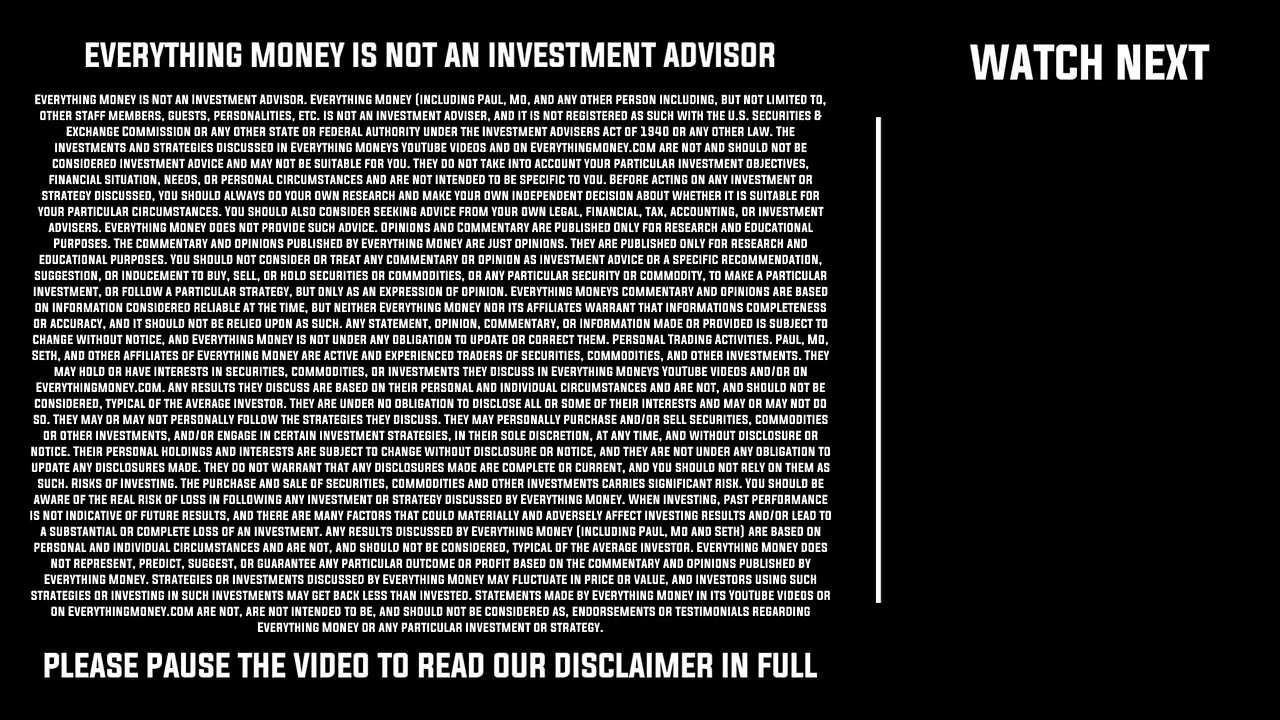 EVERYTHING MONEY IS NOT AN INVESTMENT ADVISOR
EVERYTHING MONEY IS NOT AN INVESTMENT ADVISOR. EVERYTHING MONEY (INCLUDING PAUL, MO, AND ANY OTHER PERSON INCLUDING, BUT NOT LIMITED TO,
OTHER STAFF MEMBERS, GUESTS, PERSONALITIES, ETC. IS NOT AN INVESTMENT ADVISER, AND IT IS NOT REGISTERED AS SUCH WITH THE U.S. SECURITIES &
EXCHANGE COMMISSION OR ANY OTHER STATE OR FEDERAL AUTHORITY UNDER THE INVESTMENT ADVISERS ACT OF 1940 OR ANY OTHER LAW. THE
INVESTMENTS AND STRATEGIES DISCUSSED IN EVERYTHING MONEYS YOUTUBE VIDEOS AND ON EVERYTHINGMONEY.COM ARE NOT AND SHOULD NOT BE
CONSIDERED INVESTMENT ADVICE AND MAY NOT BE SUITABLE FOR YOU. THEY DO NOT TAKE INTO ACCOUNT YOUR PARTICULAR INVESTMENT OBJECTIVES,
FINANCIAL SITUATION, NEEDS, OR PERSONAL CIRCUMSTANCES AND ARE NOT INTENDED TO BE SPECIFIC TO YOU. BEFORE ACTING ON ANY INVESTMENT OR
STRATEGY DISCUSSED, YOU SHOULD ALWAYS DO YOUR OWN RESEARCH AND MAKE YOUR OWN INDEPENDENT DECISION ABOUT WHETHER IT IS SUITABLE FOR
YOUR PARTICULAR CIRCUMSTANCES. YOU SHOULD ALSO CONSIDER SEEKING ADVICE FROM YOUR OWN LEGAL, FINANCIAL, TAX, ACCOUNTING, OR INVESTMENT
ADVISERS. EVERYTHING MONEY DOES NOT PROVIDE SUCH ADVICE. OPINIONS AND COMMENTARY ARE PUBLISHED ONLY FOR RESEARCH AND EDUCATIONAL
PURPOSES. THE COMMENTARY AND OPINIONS PUBLISHED BY EVERYTHING MONEY ARE JUST OPINIONS. THEY ARE PUBLISHED ONLY FOR RESEARCH AND
EDUCATIONAL PURPOSES. YOU SHOULD NOT CONSIDER OR TREAT ANY COMMENTARY OR OPINION AS INVESTMENT ADVICE OR A SPECIFIC RECOMMENDATION,
SUGGESTION, OR INDUCEMENT TO BUY, SELL, OR HOLD SECURITIES OR COMMODITIES, OR ANY PARTICULAR SECURITY OR COMMODITY, TO MAKE A PARTICULAR
INVESTMENT, OR FOLLOW A PARTICULAR STRATEGY, BUT ONLY AS AN EXPRESSION OF OPINION. EVERYTHING MONEYS COMMENTARY AND OPINIONS ARE BASED
ON INFORMATION CONSIDERED RELIABLE AT THE TIME, BUT NEITHER EVERYTHING MONEY NOR ITS AFFILIATES WARRANT THAT INFORMATIONS COMPLETENESS
OR ACCURACY, AND IT SHOULD NOT BE RELIED UPON AS SUCH. ANY STATEMENT, OPINION, COMMENTARY, OR INFORMATION MADE OR PROVIDED IS SUBJECT TO
CHANGE WITHOUT NOTICE, AND EVERYTHING MONEY IS NOT UNDER ANY OBLIGATION TO UPDATE OR CORRECT THEM. PERSONAL TRADING ACTIVITIES. PAUL, MO,
SETH, AND OTHER AFFILIATES OF EVERYTHING MONEY ARE ACTIVE AND EXPERIENCED TRADERS OF SECURITIES, COMMODITIES, AND OTHER INVESTMENTS. THEY
MAY HOLD OR HAVE INTERESTS IN SECURITIES, COMMODITIES, OR INVESTMENTS THEY DISCUSS IN EVERYTHING MONEYS YOUTUBE VIDEOS AND/OR ON
EVERYTHINGMONEY.COM. ANY RESULTS THEY DISCUSS ARE BASED ON THEIR PERSONAL AND INDIVIDUAL CIRCUMSTANCES AND ARE NOT, AND SHOULD NOT BE
CONSIDERED, TYPICAL OF THE AVERAGE INVESTOR. THEY ARE UNDER NO OBLIGATION TO DISCLOSE ALL OR SOME OF THEIR INTERESTS AND MAY OR MAY NOT DO
SO. THEY MAY OR MAY NOT PERSONALLY FOLLOW THE STRATEGIES THEY DISCUSS. THEY MAY PERSONALLY PURCHASE AND/OR SELL SECURITIES, COMMODITIES
OR OTHER INVESTMENTS, AND/OR ENGAGE IN CERTAIN INVESTMENT STRATEGIES, IN THEIR SOLE DISCRETION, AT ANY TIME, AND WITHOUT DISCLOSURE OR
NOTICE. THEIR PERSONAL HOLDINGS AND INTERESTS ARE SUBJECT TO CHANGE WITHOUT DISCLOSURE OR NOTICE, AND THEY ARE NOT UNDER ANY OBLIGATION TO
UPDATE ANY DISCLOSURES MADE. THEY DO NOT WARRANT THAT ANY DISCLOSURES MADE ARE COMPLETE OR CURRENT, AND YOU SHOULD NOT RELY ON THEM AS
SUCH. RISKS OF INVESTING. THE PURCHASE AND SALE OF SECURITIES, COMMODITIES AND OTHER INVESTMENTS CARRIES SIGNIFICANT RISK. YOU SHOULD BE
AWARE OF THE REAL RISK OF LOSS IN FOLLOWING ANY INVESTMENT OR STRATEGY DISCUSSED BY EVERYTHING MONEY. WHEN INVESTING, PAST PERFORMANCE
IS NOT INDICATIVE OF FUTURE RESULTS, AND THERE ARE MANY FACTORS THAT COULD MATERIALLY AND ADVERSELY AFFECT INVESTING RESULTS AND/OR LEAD TO
A SUBSTANTIAL OR COMPLETE LOSS OF AN INVESTMENT. ANY RESULTS DISCUSSED BY EVERYTHING MONEY (INCLUDING PAUL, MO AND SETH) ARE BASED ON
PERSONAL AND INDIVIDUAL CIRCUMSTANCES AND ARE NOT, AND SHOULD NOT BE CONSIDERED, TYPICAL OF THE AVERAGE INVESTOR. EVERYTHING MONEY DOES
NOT REPRESENT, PREDICT, SUGGEST, OR GUARANTEE ANY PARTICULAR OUTCOME OR PROFIT BASED ON THE COMMENTARY AND OPINIONS PUBLISHED BY
EVERYTHING MONEY. STRATEGIES OR INVESTMENTS DISCUSSED BY EVERYTHING MONEY MAY FLUCTUATE IN PRICE OR VALUE, AND INVESTORS USING SUCH
STRATEGIES OR INVESTING IN SUCH INVESTMENTS MAY GET BACK LESS THAN INVESTED. STATEMENTS MADE BY EVERYTHING MONEY IN ITS YOUTUBE VIDEOS OR
ON EVERYTHINGMONEY.COM ARE NOT, ARE NOT INTENDED TO BE, AND SHOULD NOT BE CONSIDERED AS, ENDORSEMENTS OR TESTIMONIALS REGARDING
EVERYTHING MONEY OR ANY PARTICULAR INVESTMENT OR STRATEGY.
PLEASE PAUSE THE VIDEO TO READ OUR DISCLAIMER IN FULL
WATCH NEXT